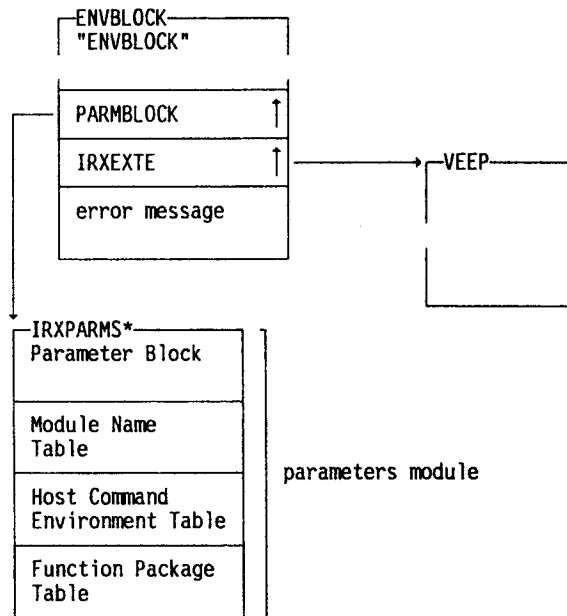 ENVBLOCK
"ENVBLOCK"
PARMBLOCK
IRXEXTE
VEEP
error message
IRXPARMS*
Parameter Block
Module Name
Table
parameters module
Host Command
Environment Table
Function Package
Table